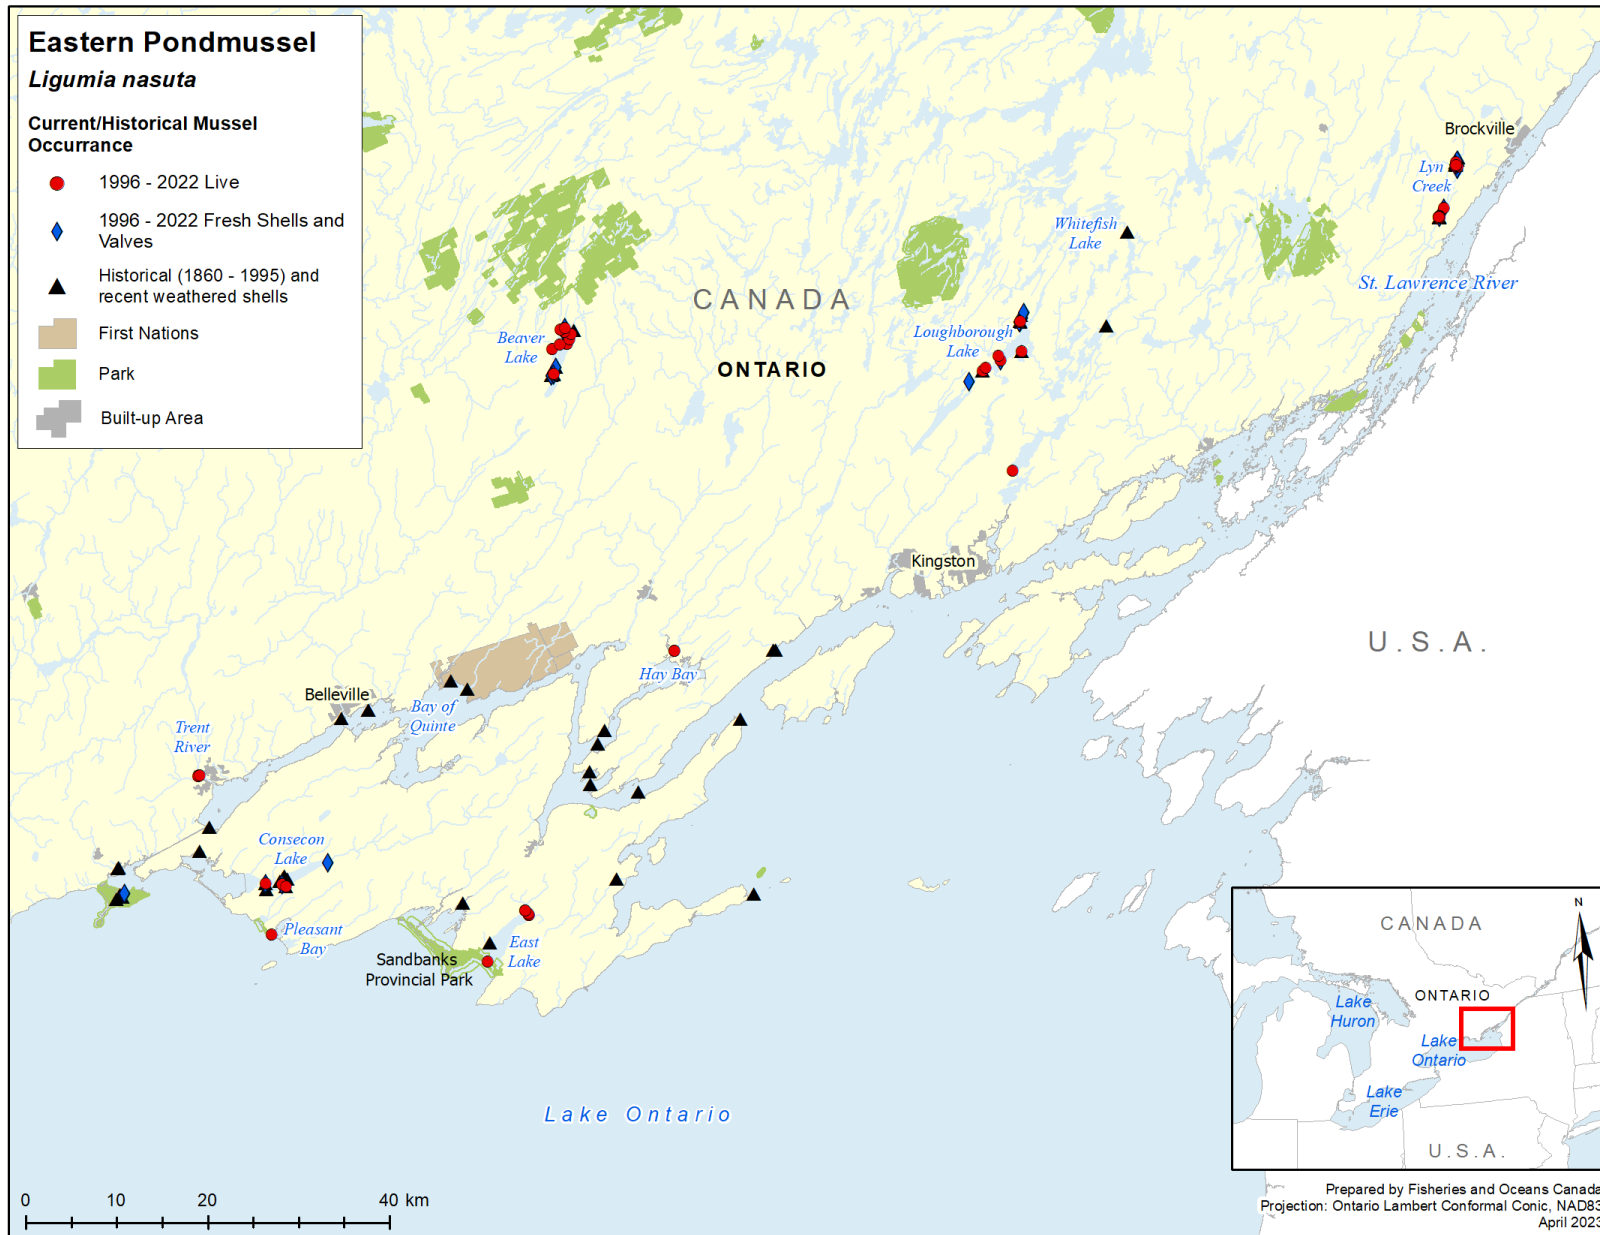 Eastern Pondmussel
Ligumia nasuta
Current/Historical Mussel
Occurrance
1996 - 2022 Live
1996 - 2022 Fresh Shells and
Valves
Historical (1860 - 1995) and
recent weathered shells
First Nations
Park
Built-up Area
Brockville
Lyn
Creek
Whitefish
Lake
St. Lawrence River
CANADA
Beaver
Lake
Loughborough
Lake
ONTARIO
Kingston
U.S.A.
Hay Bay
Belleville
Bay of
Quinte
Trent
River
Consecon
Lake
Pleasant
Bay
East
Lake
Sandbanks
Provincial Park
Lake Ontario
0 10 20 40 km
N
CANADA
ONTARIO
Lake
Huron
Lake
Ontario
Lake
Erie
U.S.A.
Prepared by Fisheries and Oceans Canada
Projection: Ontario Lambert Conformal Conic, NAD83
April 2023